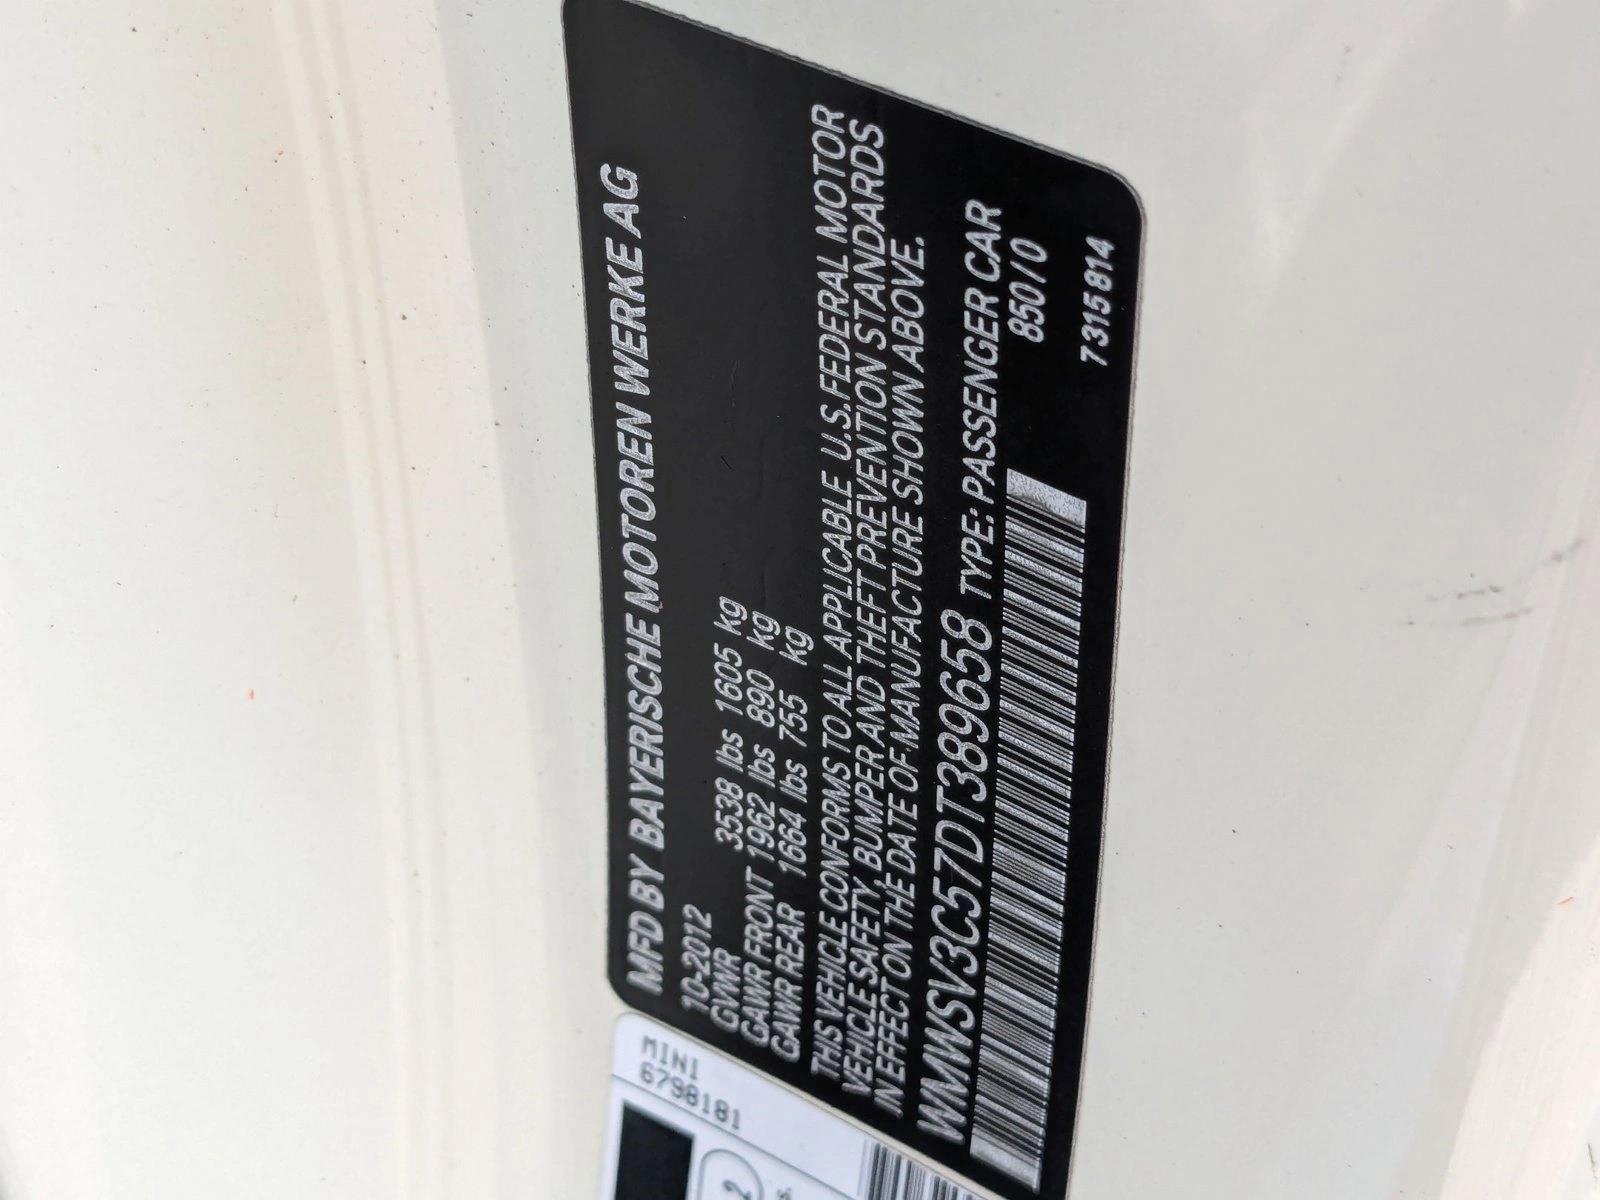 MFD BY BAYERISCHE MOTOREN WERKE AG
10-2012
GVWR 3538 lbs 1605 kg
GAWR FRONT 1962 lbs 890 kg
GAWR REAR 1664 lbs 755 kg
THIS VEHICLE CONFORMS TO ALL APPLICABLE U.S. FEDERAL MOTOR
VEHICLE SAFETY, BUMPER AND THEFT PREVENTION STANDARDS
IN EFFECT ON THE DATE OF MANUFACTURE SHOWN ABOVE.
WMWSV3C57DT389658 TYPE: PASSENGER CAR
850/0
7315814
MINI
6798181
2